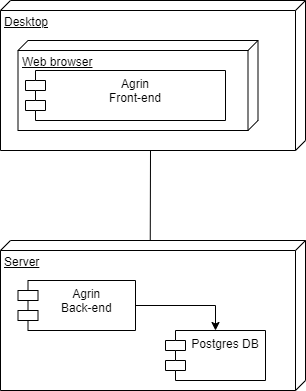 Desktop
Web browser
Agrin
Front-end
Server
Agrin
Back-end
Postgres DB